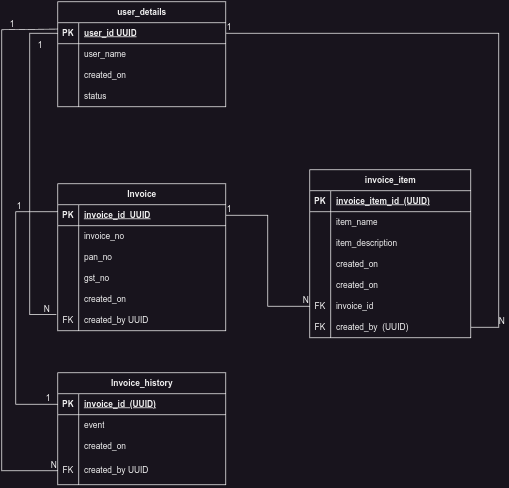 user_details
1
PK user_id UUID
1
1
user_name
created_on
status
Invoice
1
PK invoice_id UUID
1
invoice_no
pan_no
gst_no
created_on
N
FK created_by UUID
invoice_item
PK invoice_item_id (UUID)
item_name
item_description
created_on
created_on
N
FK invoice_id
FK created_by (UUID)
N
Invoice_history
1
PK invoice_id (UUID)
event
created_on
N
FK created_by UUID